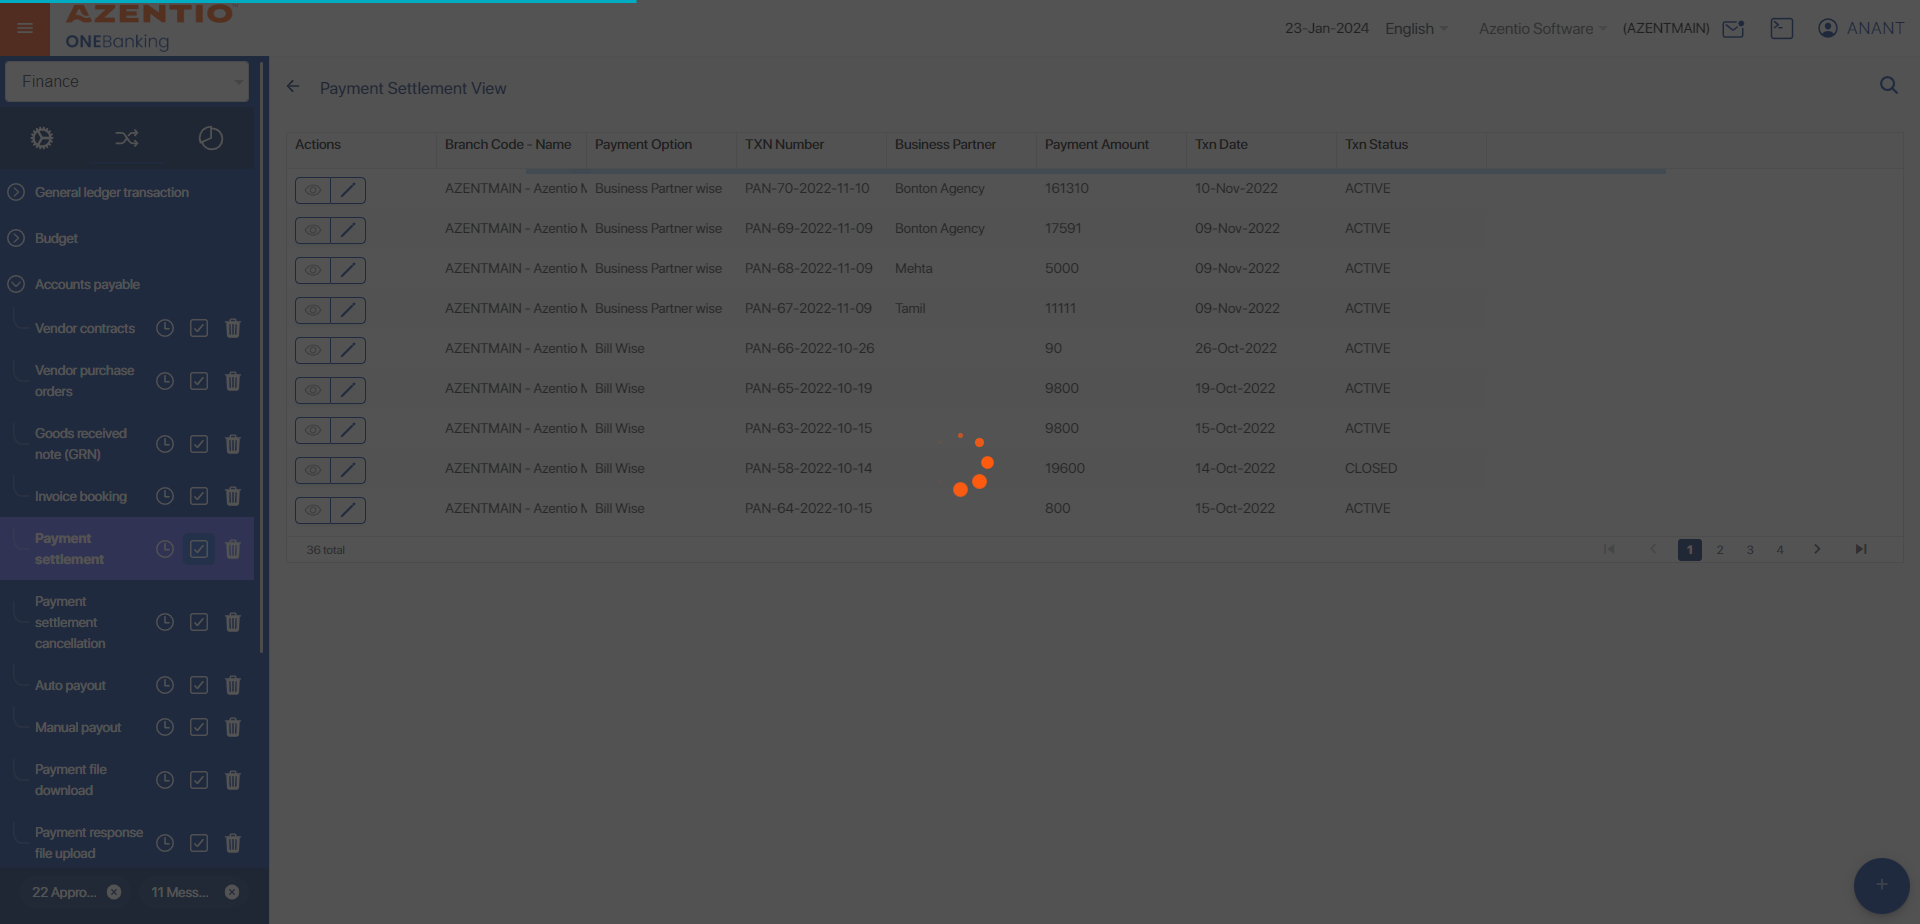 AZENTIO
ONEBanking
23-Jan-2024 English Azentio Software (AZENTMAIN) ANANT
Finance
Payment Settlement View
General ledger transaction
Budget
Accounts payable
Vendor contracts
Vendor purchase
orders
Goods received
note (GRN)
Invoice booking
Payment
settlement
Payment
settlement
cancellation
Auto payout
Manual payout
Payment file
download
Payment response
file upload
22 Appro... 11 Mess...
Actions Branch Code - Name Payment Option TXN Number Business Partner Payment Amount Txn Date Txn Status
AZENTMAIN - Azentio M Business Partner wise PAN-70-2022-11-10 Bonton Agency 161310 10-Nov-2022 ACTIVE
AZENTMAIN - Azentio M Business Partner wise PAN-69-2022-11-09 Bonton Agency 17591 09-Nov-2022 ACTIVE
AZENTMAIN - Azentio M Business Partner wise PAN-68-2022-11-09 Mehta 5000 09-Nov-2022 ACTIVE
AZENTMAIN - Azentio M Business Partner wise PAN-67-2022-11-09 Tamil 11111 09-Nov-2022 ACTIVE
AZENTMAIN - Azentio M Bill Wise PAN-66-2022-10-26 90 26-Oct-2022 ACTIVE
AZENTMAIN - Azentio M Bill Wise PAN-65-2022-10-19 9800 19-Oct-2022 ACTIVE
AZENTMAIN - Azentio M Bill Wise PAN-63-2022-10-15 9800 15-Oct-2022 ACTIVE
AZENTMAIN - Azentio M Bill Wise PAN-58-2022-10-14 19600 14-Oct-2022 CLOSED
AZENTMAIN - Azentio M Bill Wise PAN-64-2022-10-15 800 15-Oct-2022 ACTIVE
36 total 1 2 3 4